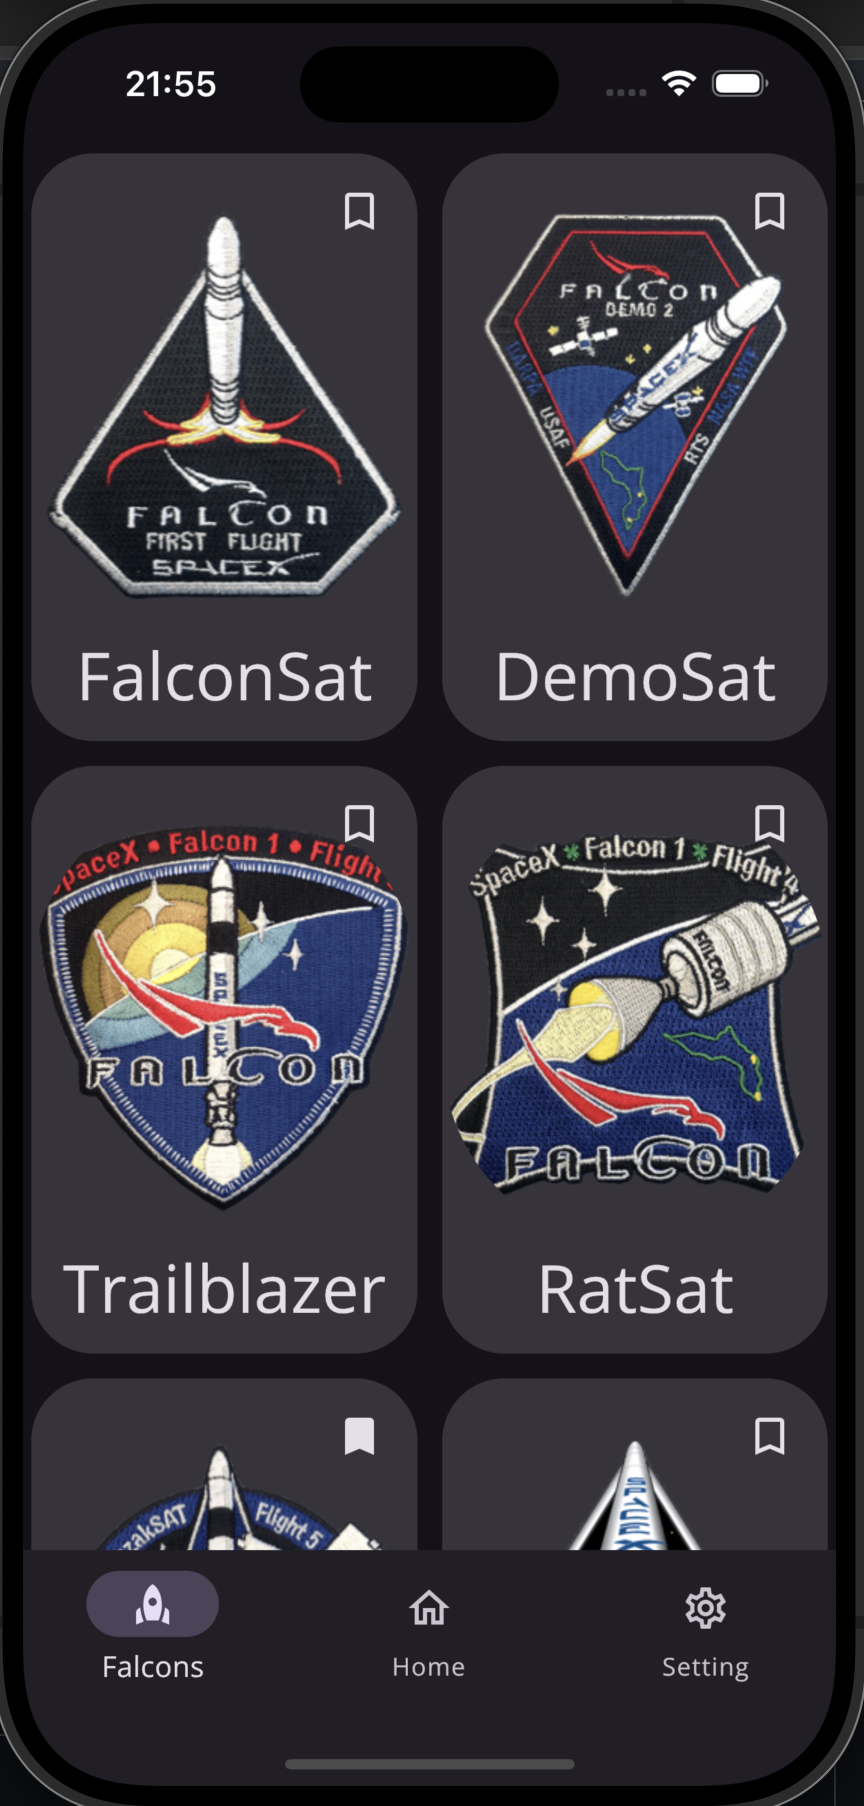 21:55
FALCON
FIRST FLIGHT
SPACEX
FalconSat
FALCON
DEMO 2
SPACEX
DARPA USAF
RTS NASA WFF
DemoSat
SpaceX • Falcon 1 • Flight
SPACEX
FALCON
Trailblazer
SpaceX * Falcon 1 * Flight 4
FALCON
FALCON
RatSat
Flight 5
SPACEX
Falcons
Home
Setting